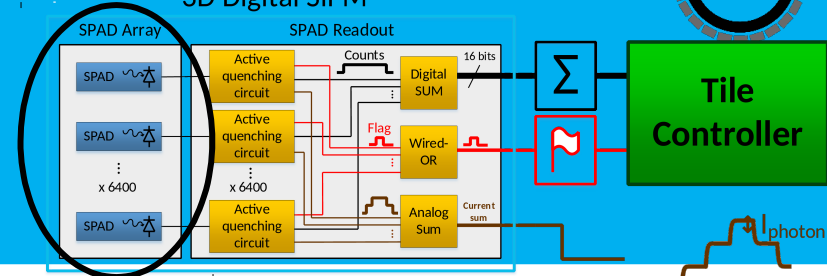 3D Digital SiPM
SPAD Array
SPAD Readout
SPAD
Active
quenching
circuit
Counts
Digital
SUM
16 bits
Σ
Tile
Controller
SPAD
Active
quenching
circuit
Flag
Wired-
OR
x 6400
x 6400
SPAD
Active
quenching
circuit
Analog
Sum
Current
sum
Iphoton